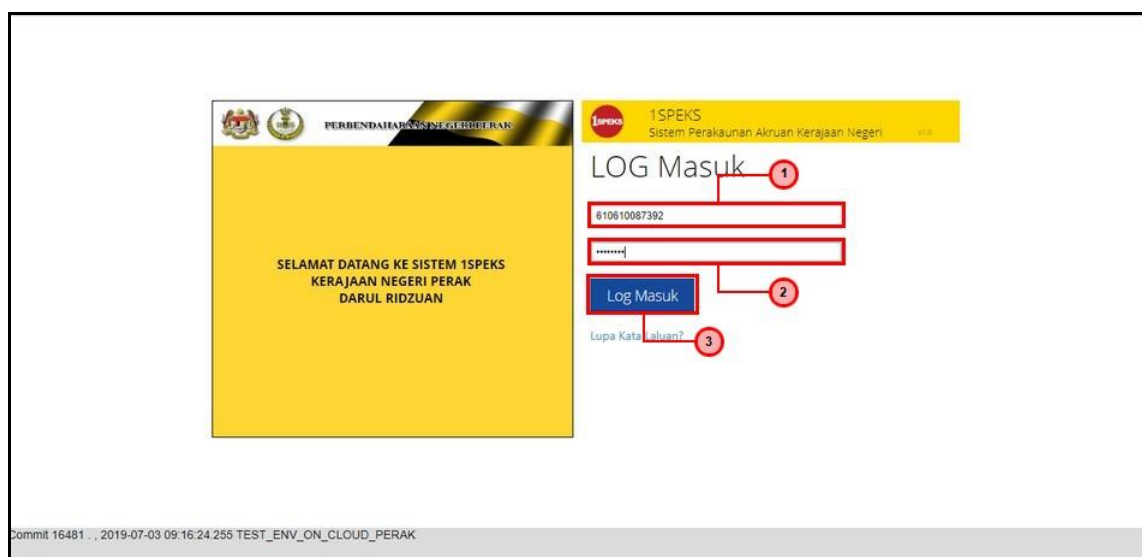 PERBENDAHARAAN NEGERI PERAK
SELAMAT DATANG KE SISTEM 1SPEKS
KERAJAAN NEGERI PERAK
DARUL RIDZUAN
1SPEKS
1SPEKS
Sistem Perakaunan Akruan Kerajaan Negeri
V1.0
LOG Masuk
1
610610087392
••••••••
2
Log Masuk
Lupa Kata Laluan?
3
Commit 16481 . , 2019-07-03 09:16:24.255 TEST_ENV_ON_CLOUD_PERAK